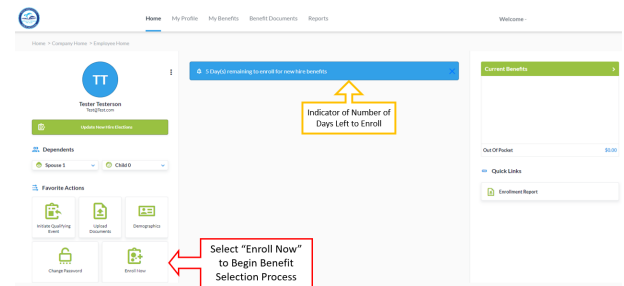 Home My Profile My Benefits Benefit Documents Reports Welcome -
Home > Company Home > Employee Home
TT
Tester Testerson
Test@Test.com
Update New Hire Elections
Dependents
Spouse 1 Child 0
Favorite Actions
Initiate Qualifying
Event
Upload
Documents
Demographics
Change Password
Enroll Now
5 Day(s) remaining to enroll for new hire benefits
Indicator of Number of
Days Left to Enroll
Select "Enroll Now"
to Begin Benefit
Selection Process
Current Benefits
Out Of Pocket $0.00
Quick Links
Enrollment Report